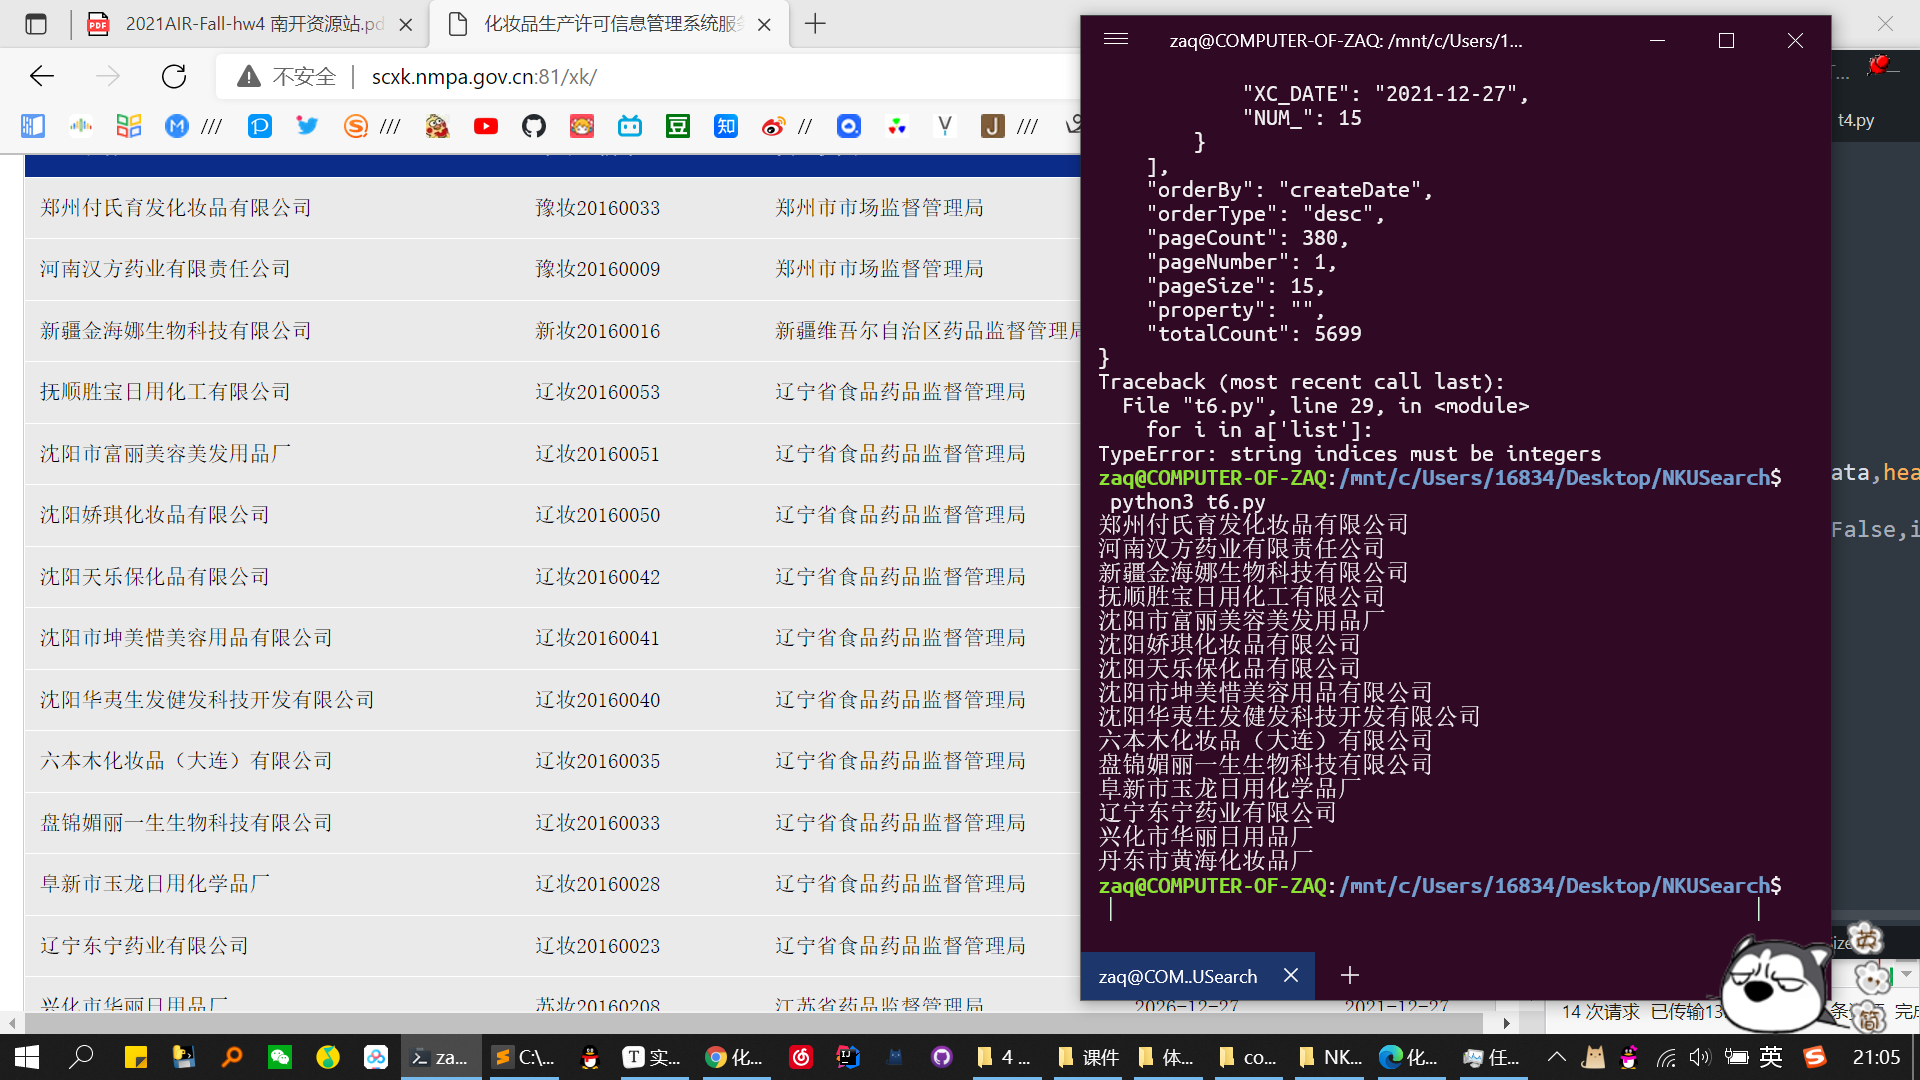 2021AIR-Fall-hw4 南开资源站.pd
化妆品生产许可信息管理系统服务
不安全
scxk.nmpa.gov.cn:81/xk/
郑州付氏育发化妆品有限公司 豫妆20160033 郑州市市场监督管理局
河南汉方药业有限责任公司 豫妆20160009 郑州市市场监督管理局
新疆金海娜生物科技有限公司 新妆20160016 新疆维吾尔自治区药品监督管理局
抚顺胜宝日用化工有限公司 辽妆20160053 辽宁省食品药品监督管理局
沈阳市富丽美容美发用品厂 辽妆20160051 辽宁省食品药品监督管理局
沈阳娇琪化妆品有限公司 辽妆20160050 辽宁省食品药品监督管理局
沈阳天乐保化品有限公司 辽妆20160042 辽宁省食品药品监督管理局
沈阳市坤美惜美容用品有限公司 辽妆20160041 辽宁省食品药品监督管理局
沈阳华夷生发健发科技开发有限公司 辽妆20160040 辽宁省食品药品监督管理局
六本木化妆品（大连）有限公司 辽妆20160035 辽宁省食品药品监督管理局
盘锦媚丽一生生物科技有限公司 辽妆20160033 辽宁省食品药品监督管理局
阜新市玉龙日用化学品厂 辽妆20160028 辽宁省食品药品监督管理局
辽宁东宁药业有限公司 辽妆20160023 辽宁省食品药品监督管理局
兴化市华丽日用品厂 苏妆20160208 江苏省药品监督管理局 2026-12-27 2021-12-27
zaq@COMPUTER-OF-ZAQ: /mnt/c/Users/1...
"XC_DATE": "2021-12-27",
"NUM_": 15
}
],
"orderBy": "createDate",
"orderType": "desc",
"pageCount": 380,
"pageNumber": 1,
"pageSize": 15,
"property": "",
"totalCount": 5699
}
Traceback (most recent call last):
File "t6.py", line 29, in <module>
for i in a['list']:
TypeError: string indices must be integers
zaq@COMPUTER-OF-ZAQ:/mnt/c/Users/16834/Desktop/NKUSearch$
python3 t6.py
郑州付氏育发化妆品有限公司
河南汉方药业有限责任公司
新疆金海娜生物科技有限公司
抚顺胜宝日用化工有限公司
沈阳市富丽美容美发用品厂
沈阳娇琪化妆品有限公司
沈阳天乐保化品有限公司
沈阳市坤美惜美容用品有限公司
沈阳华夷生发健发科技开发有限公司
六本木化妆品（大连）有限公司
盘锦媚丽一生生物科技有限公司
阜新市玉龙日用化学品厂
辽宁东宁药业有限公司
兴化市华丽日用品厂
丹东市黄海化妆品厂
zaq@COMPUTER-OF-ZAQ:/mnt/c/Users/16834/Desktop/NKUSearch$
zaq@COM..USearch
t4.py
ata,hea
False,i
ize
14 次请求 已传输13
英
简
za... C:\... 实... 化... 4 ... 课件 体... co... NK... 化... 任... 英 21:05